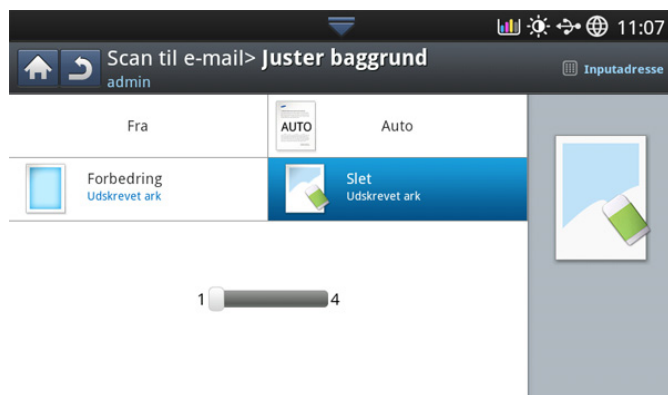 11:07
Scan til e-mail> Juster baggrund
admin
Inputadresse
Fra
AUTO
Auto
Forbedring
Udskrevet ark
Slet
Udskrevet ark
1
4